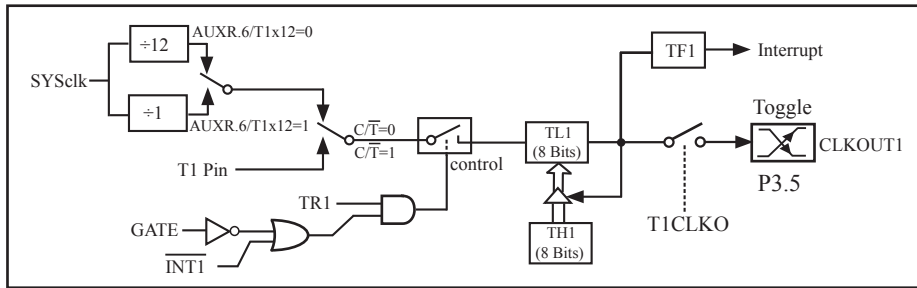 AUXR.6/T1x12=0
÷12
SYSclk
÷1
AUXR.6/T1x12=1
C/T̅=0
C/T̅=1
T1 Pin
control
TR1
GATE
I̅N̅T̅1̅
TL1
(8 Bits)
TH1
(8 Bits)
TF1
Interrupt
Toggle
CLKOUT1
P3.5
T1CLKO